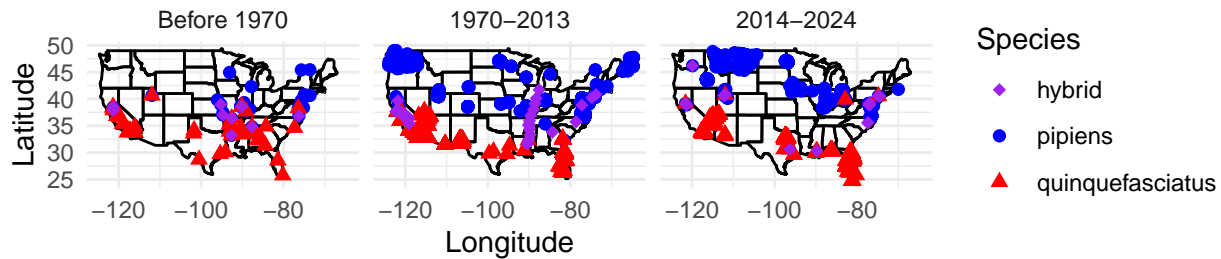 Before 1970
1970−2013
2014−2024
Species
hybrid
pipiens
quinquefasciatus
Latitude
50
45
40
35
30
25
−120 −100 −80 −120 −100 −80 −120 −100 −80
Longitude